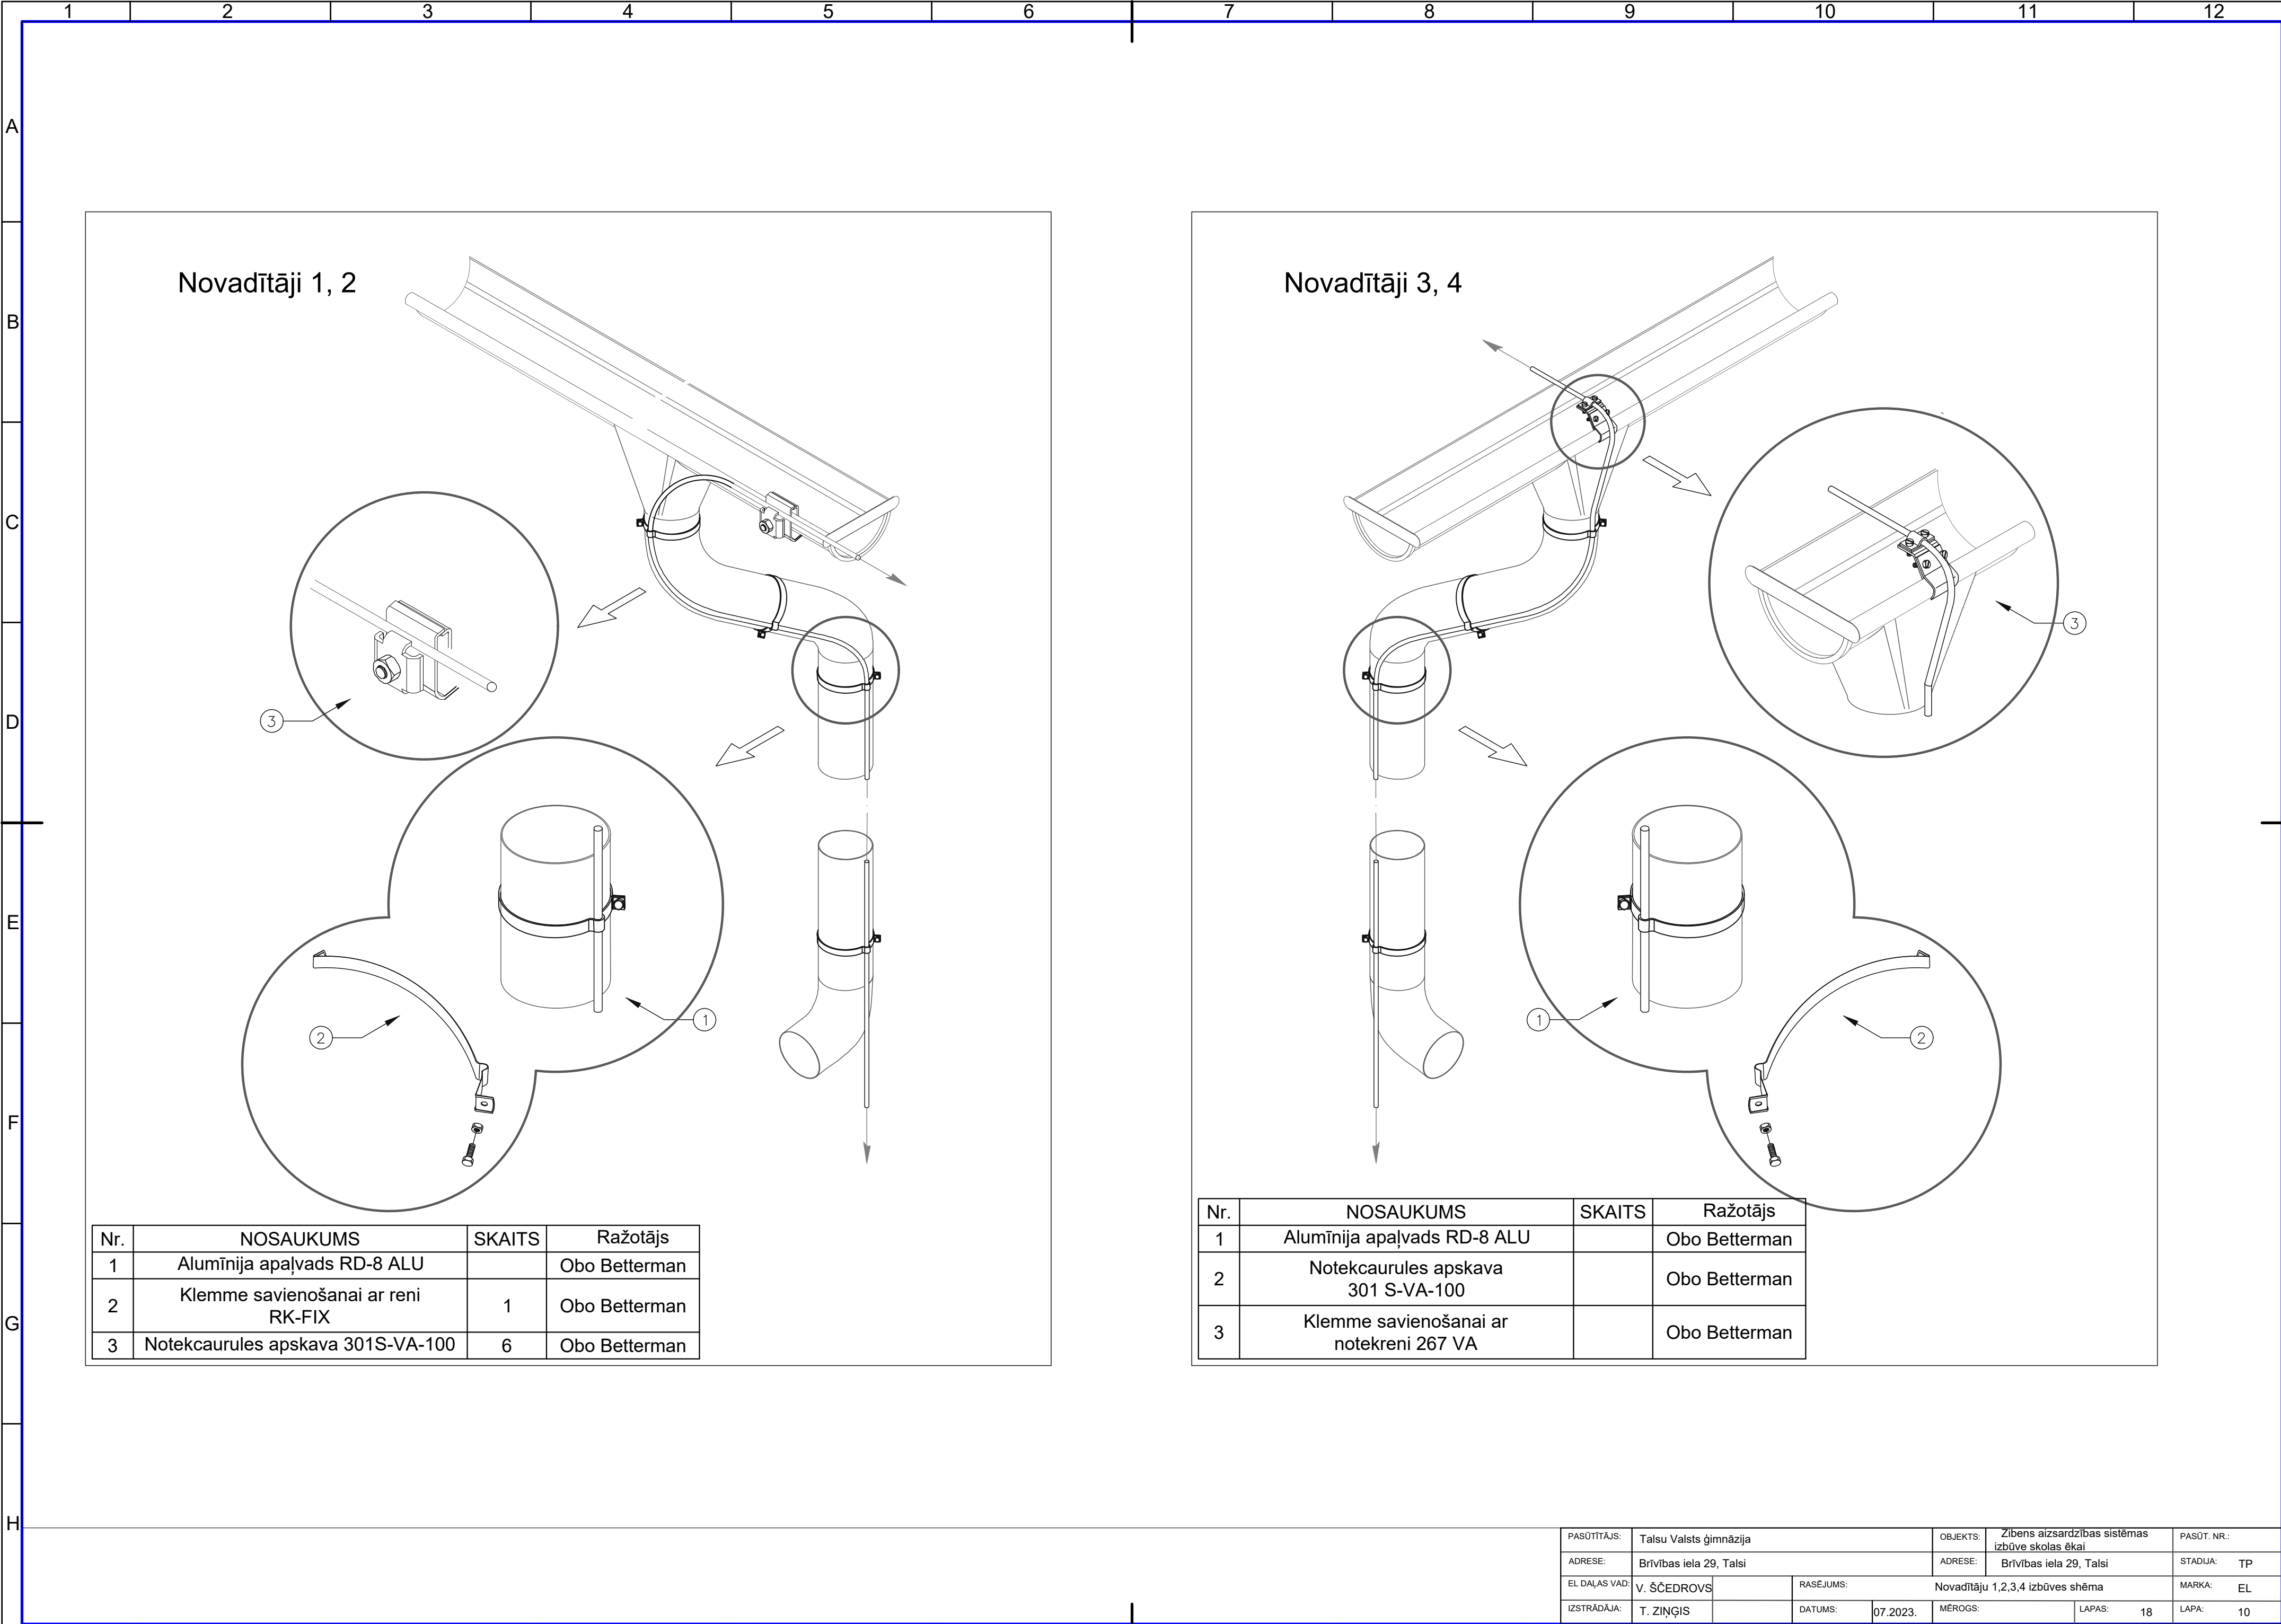 1 2 3 4 5 6 7 8 9 10 11 12
A
B
C
D
E
F
G
H
Novadītāji 1, 2
3
1
2
Nr. NOSAUKUMS SKAITS Ražotājs
1 Alumīnija apaļvads RD-8 ALU Obo Betterman
2 Klemme savienošanai ar reni
RK-FIX 1 Obo Betterman
3 Notekcaurules apskava 301S-VA-100 6 Obo Betterman
Novadītāji 3, 4
3
1
2
Nr. NOSAUKUMS SKAITS Ražotājs
1 Alumīnija apaļvads RD-8 ALU Obo Betterman
2 Notekcaurules apskava
301 S-VA-100 Obo Betterman
3 Klemme savienošanai ar
notekreni 267 VA Obo Betterman
PASŪTĪTĀJS: Talsu Valsts ģimnāzija OBJEKTS: Zibens aizsardzības sistēmas
izbūve skolas ēkai PASŪT. NR.:
ADRESE: Brīvības iela 29, Talsi ADRESE: Brīvības iela 29, Talsi STADIJA: TP
EL DAĻAS VAD: V. ŠČEDROVS RASĒJUMS: Novadītāju 1,2,3,4 izbūves shēma MARKA: EL
IZSTRĀDĀJA: T. ZIŅĢIS DATUMS: 07.2023. MĒROGS: LAPAS: 18 LAPA: 10